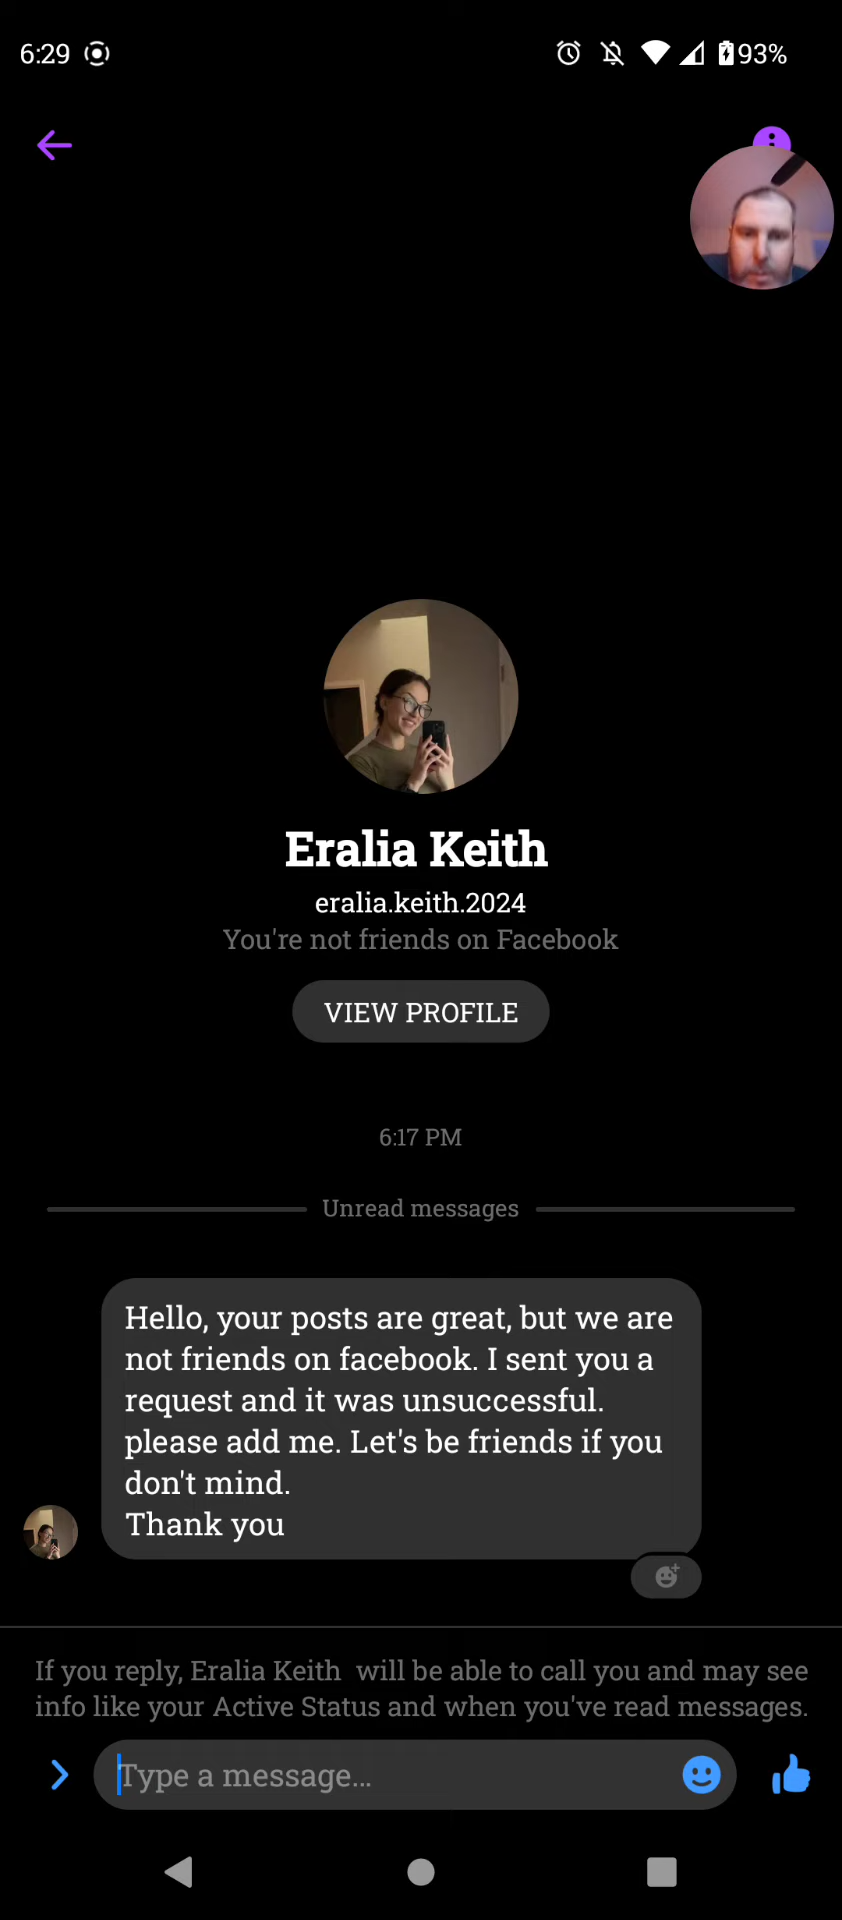 6:29
93%
Eralia Keith
eralia.keith.2024
You're not friends on Facebook
VIEW PROFILE
6:17 PM
Unread messages
Hello, your posts are great, but we are
not friends on facebook. I sent you a
request and it was unsuccessful.
please add me. Let's be friends if you
don't mind.
Thank you
If you reply, Eralia Keith will be able to call you and may see
info like your Active Status and when you've read messages.
Type a message...